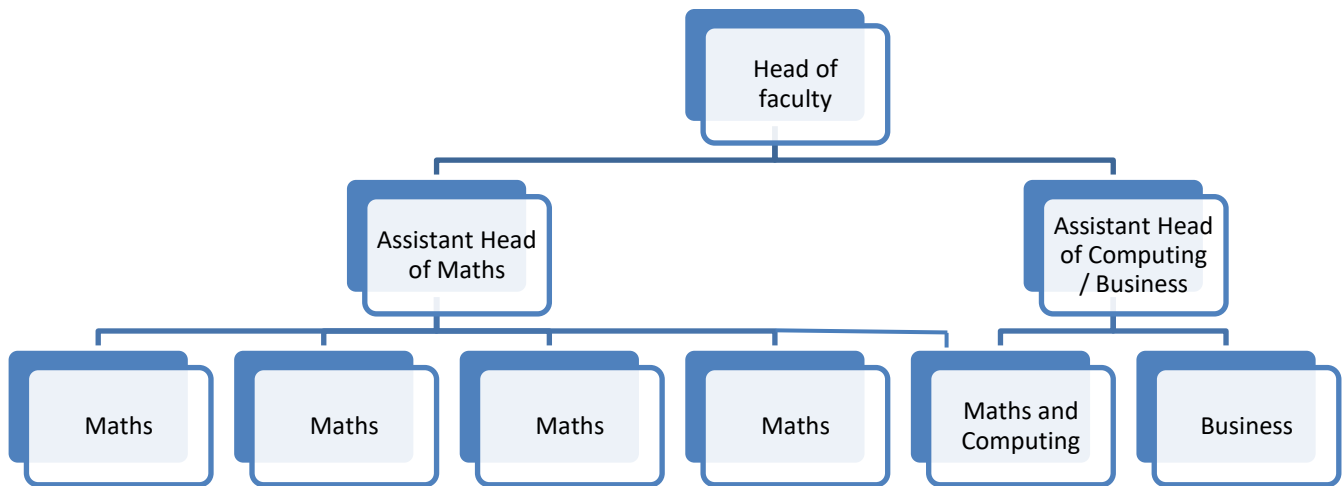 Head of
faculty
Assistant Head
of Maths
Assistant Head
of Computing
/ Business
Maths
Maths
Maths
Maths
Maths and
Computing
Business